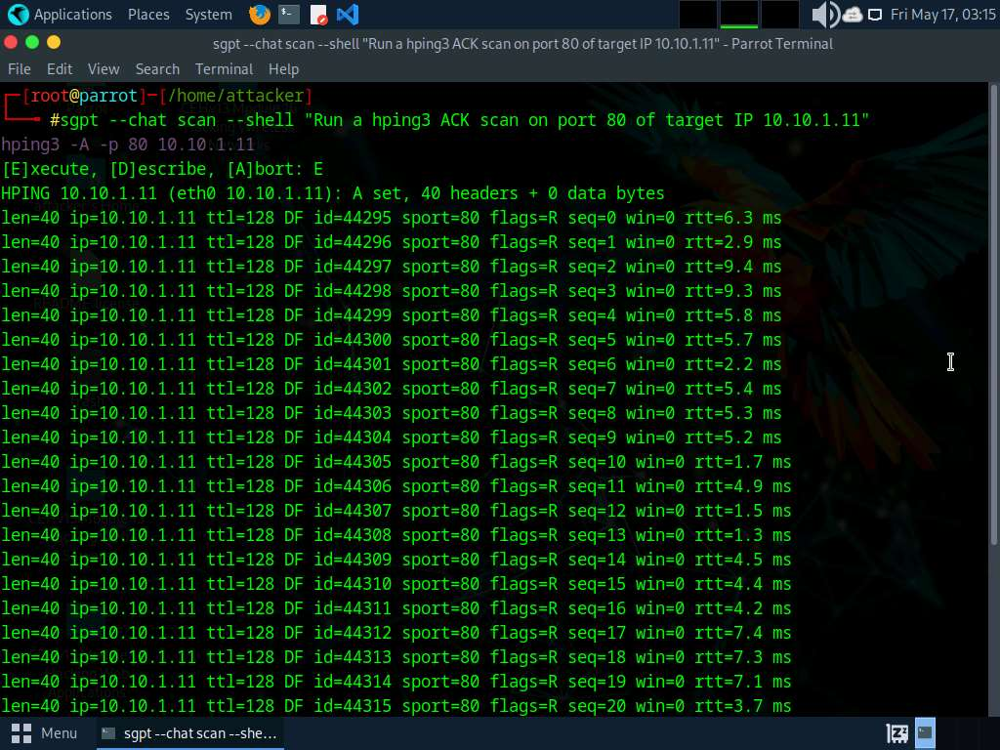 Applications Places System Fri May 17, 03:15
sgpt --chat scan --shell "Run a hping3 ACK scan on port 80 of target IP 10.10.1.11" - Parrot Terminal
File Edit View Search Terminal Help
┌─[root@parrot]─[/home/attacker]
└──╼ #sgpt --chat scan --shell "Run a hping3 ACK scan on port 80 of target IP 10.10.1.11"
hping3 -A -p 80 10.10.1.11
[E]xecute, [D]escribe, [A]bort: E
HPING 10.10.1.11 (eth0 10.10.1.11): A set, 40 headers + 0 data bytes
len=40 ip=10.10.1.11 ttl=128 DF id=44295 sport=80 flags=R seq=0 win=0 rtt=6.3 ms
len=40 ip=10.10.1.11 ttl=128 DF id=44296 sport=80 flags=R seq=1 win=0 rtt=2.9 ms
len=40 ip=10.10.1.11 ttl=128 DF id=44297 sport=80 flags=R seq=2 win=0 rtt=9.4 ms
len=40 ip=10.10.1.11 ttl=128 DF id=44298 sport=80 flags=R seq=3 win=0 rtt=9.3 ms
len=40 ip=10.10.1.11 ttl=128 DF id=44299 sport=80 flags=R seq=4 win=0 rtt=5.8 ms
len=40 ip=10.10.1.11 ttl=128 DF id=44300 sport=80 flags=R seq=5 win=0 rtt=5.7 ms
len=40 ip=10.10.1.11 ttl=128 DF id=44301 sport=80 flags=R seq=6 win=0 rtt=2.2 ms
len=40 ip=10.10.1.11 ttl=128 DF id=44302 sport=80 flags=R seq=7 win=0 rtt=5.4 ms
len=40 ip=10.10.1.11 ttl=128 DF id=44303 sport=80 flags=R seq=8 win=0 rtt=5.3 ms
len=40 ip=10.10.1.11 ttl=128 DF id=44304 sport=80 flags=R seq=9 win=0 rtt=5.2 ms
len=40 ip=10.10.1.11 ttl=128 DF id=44305 sport=80 flags=R seq=10 win=0 rtt=1.7 ms
len=40 ip=10.10.1.11 ttl=128 DF id=44306 sport=80 flags=R seq=11 win=0 rtt=4.9 ms
len=40 ip=10.10.1.11 ttl=128 DF id=44307 sport=80 flags=R seq=12 win=0 rtt=1.5 ms
len=40 ip=10.10.1.11 ttl=128 DF id=44308 sport=80 flags=R seq=13 win=0 rtt=1.3 ms
len=40 ip=10.10.1.11 ttl=128 DF id=44309 sport=80 flags=R seq=14 win=0 rtt=4.5 ms
len=40 ip=10.10.1.11 ttl=128 DF id=44310 sport=80 flags=R seq=15 win=0 rtt=4.4 ms
len=40 ip=10.10.1.11 ttl=128 DF id=44311 sport=80 flags=R seq=16 win=0 rtt=4.2 ms
len=40 ip=10.10.1.11 ttl=128 DF id=44312 sport=80 flags=R seq=17 win=0 rtt=7.4 ms
len=40 ip=10.10.1.11 ttl=128 DF id=44313 sport=80 flags=R seq=18 win=0 rtt=7.3 ms
len=40 ip=10.10.1.11 ttl=128 DF id=44314 sport=80 flags=R seq=19 win=0 rtt=7.1 ms
len=40 ip=10.10.1.11 ttl=128 DF id=44315 sport=80 flags=R seq=20 win=0 rtt=3.7 ms
Menu sgpt --chat scan --she...